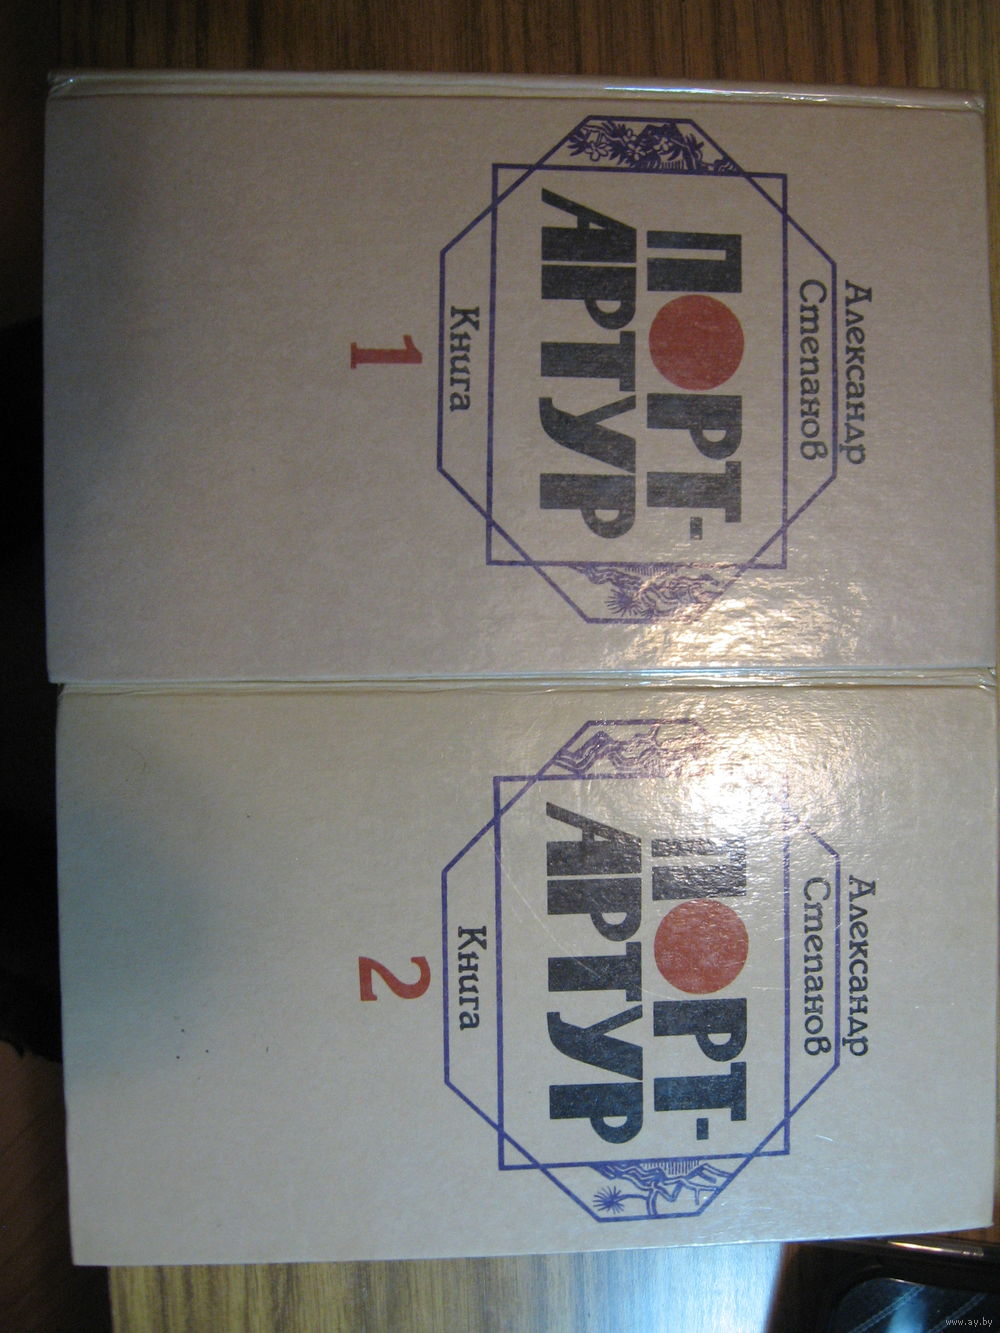 Александр
Степанов
ПОРТ-
АРТУР
Книга
1
Александр
Степанов
ПОРТ-
АРТУР
Книга
2
www.ay.by